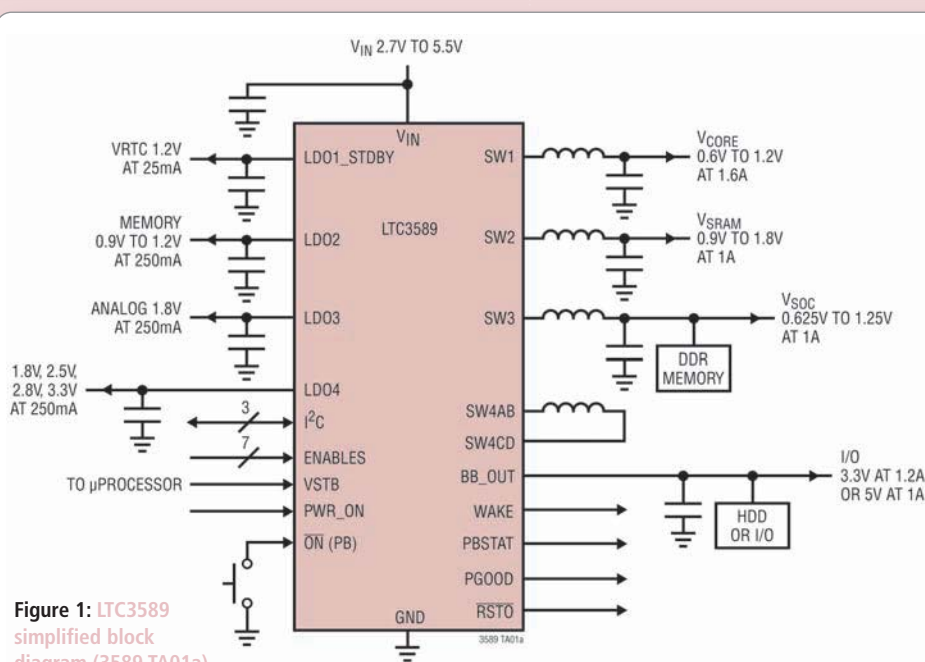 V_IN 2.7V TO 5.5V
V_IN
VRTC 1.2V
AT 25mA
LDO1_STDBY
MEMORY
0.9V TO 1.2V
AT 250mA
LDO2
ANALOG 1.8V
AT 250mA
LDO3
1.8V, 2.5V,
2.8V, 3.3V
AT 250mA
LDO4
3
I²C
7
ENABLES
TO µPROCESSOR
VSTB
PWR_ON
ON (PB)
GND
LTC3589
SW1
V_CORE
0.6V TO 1.2V
AT 1.6A
SW2
V_SRAM
0.9V TO 1.8V
AT 1A
SW3
V_SOC
0.625V TO 1.25V
AT 1A
DDR
MEMORY
SW4AB
SW4CD
BB_OUT
I/O
3.3V AT 1.2A
OR 5V AT 1A
HDD
OR I/O
WAKE
PBSTAT
PGOOD
RSTO
3589 TA01a
Figure 1: LTC3589
simplified block
diagram (3589 TA01a)